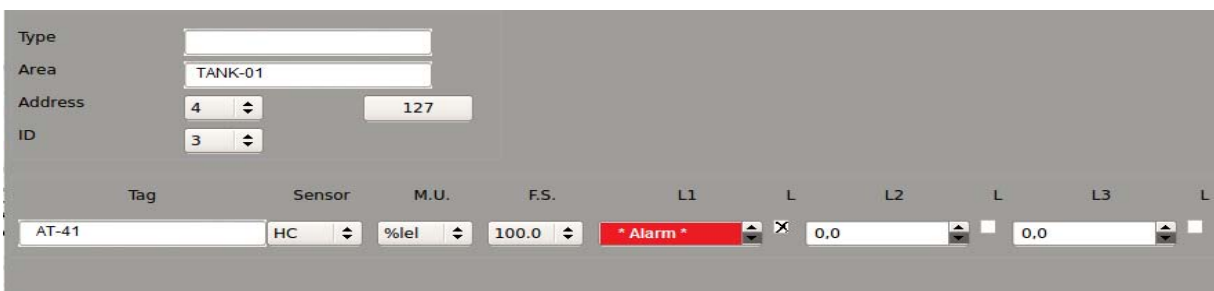 Type
Area TANK-01
Address 4 127
ID 3
Tag Sensor M.U. F.S. L1 L L2 L L3 L
AT-41 HC %lel 100.0 * Alarm * 0,0 0,0